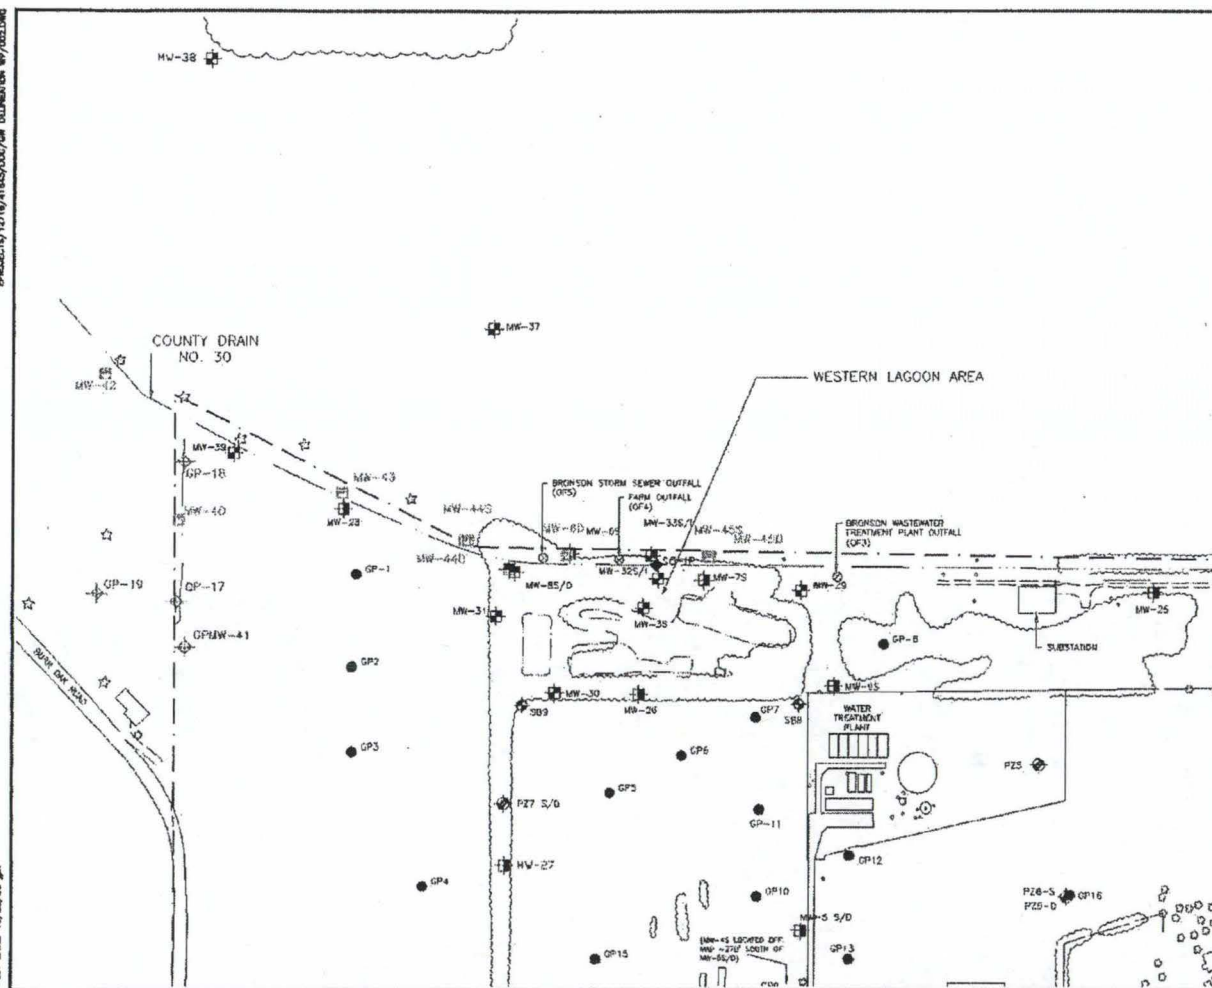 MW-38
MW-37
COUNTY DRAIN
NO. 30
MW-42
WESTERN LAGOON AREA
MW-39
GP-18
MW-43
MW-40
MW-28
BRONSON STORM SEWER OUTFALL
(OF5)
FARM OUTFALL
(OF4)
MW-44S
MW-6D
MW-33S/I
MW-45S
MW-45D
BRONSON WASTEWATER
TREATMENT PLANT OUTFALL
(OF3)
MW-44D
GP-1
MW-32S/I
MW-8S/D
MW-7S
MW-29
GP-19
GP-17
MW-25
MW-31
MW-3S
GPMW-41
GP-8
SUBSTATION
BURR OAK ROAD
GP2
MW-30
MW-26
SB9
GP7
SB8
WATER
TREATMENT
PLANT
GP3
GP6
GP5
PZ7 S/D
GP-11
MW-27
GP12
GP4
GP10
PZ6-S
GP16
MW-5 S/D
GP15
GP13